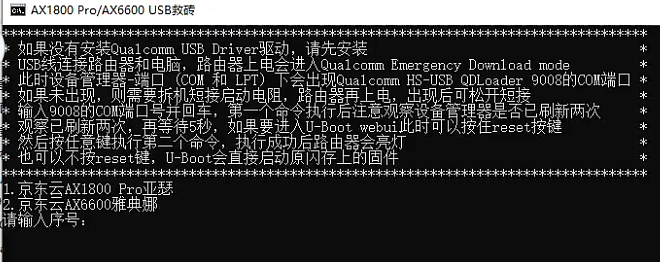 AX1800 Pro/AX6600 USB救砖
****************************************************************************
* 如果没有安装Qualcomm USB Driver驱动，请先安装 *
* USB线连接路由器和电脑，路由器上电会进入Qualcomm Emergency Download mode *
* 此时设备管理器-端口 (COM 和 LPT) 下会出现Qualcomm HS-USB QDLoader 9008的COM端口 *
* 如果未出现，则需要拆机短接启动电阻，路由器再上电，出现后可松开短接 *
* 输入9008的COM端口号并回车，第一个命令执行后注意观察设备管理器是否已刷新两次 *
* 观察已刷新两次，再等待5秒，如果要进入U-Boot webui此时可以按住reset按键 *
* 然后按任意键执行第二个命令，执行成功后路由器会亮灯 *
* 也可以不按reset键，U-Boot会直接启动原闪存上的固件 *
****************************************************************************
1.京东云AX1800 Pro亚瑟
2.京东云AX6600雅典娜
请输入序号：